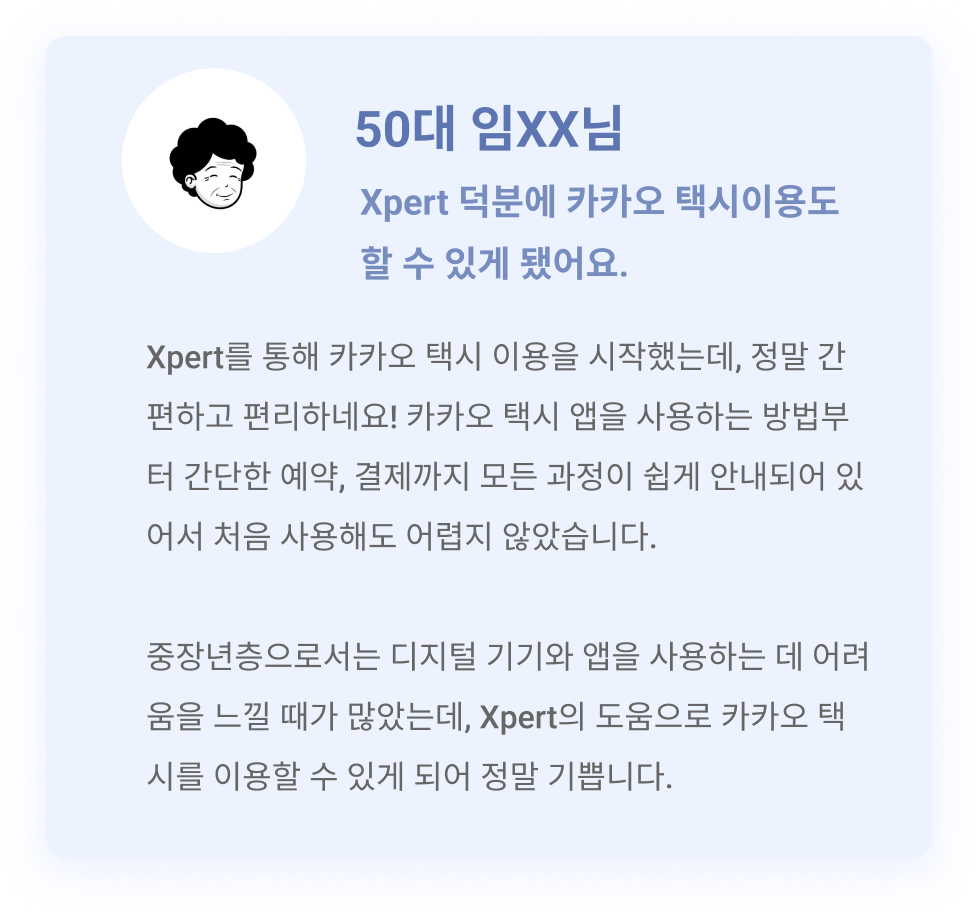 50대 임XX님
Xpert 덕분에 카카오 택시이용도
할 수 있게 됐어요.
Xpert를 통해 카카오 택시 이용을 시작했는데, 정말 간
편하고 편리하네요! 카카오 택시 앱을 사용하는 방법부
터 간단한 예약, 결제까지 모든 과정이 쉽게 안내되어 있
어서 처음 사용해도 어렵지 않았습니다.
중장년층으로서는 디지털 기기와 앱을 사용하는 데 어려
움을 느낄 때가 많았는데, Xpert의 도움으로 카카오 택
시를 이용할 수 있게 되어 정말 기쁩니다.